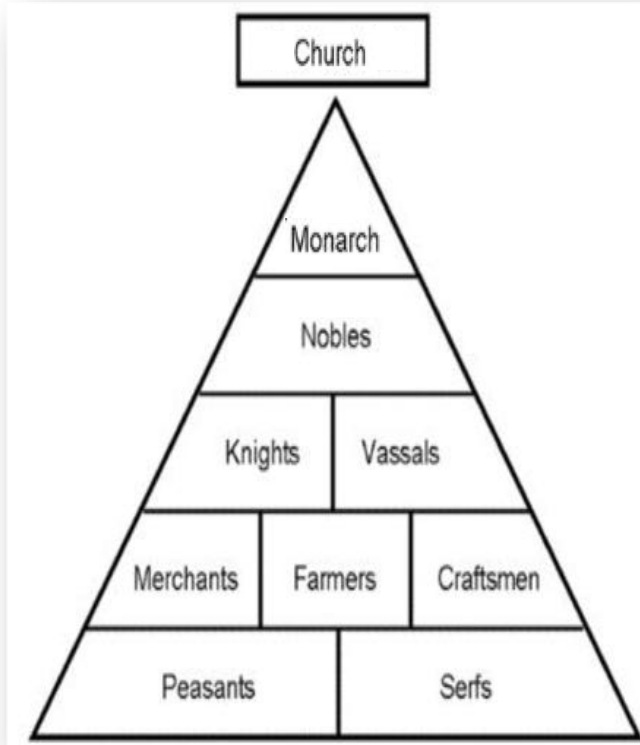 Church
Monarch
Nobles
Knights Vassals
Merchants Farmers Craftsmen
Peasants Serfs